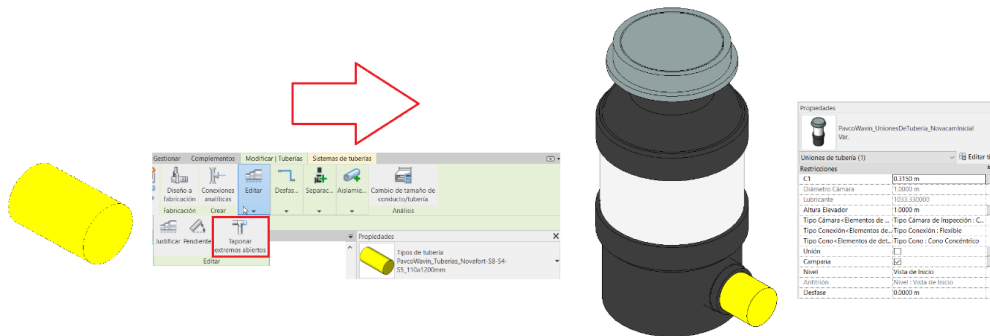 Gestionar Complementos Modificar | Tuberías Sistemas de tuberías
Diseño a fabricación
Conexiones analíticas
Editar
Desfas...
Separac...
Aislamie...
Cambio de tamaño de conducto/tubería
Fabricación Crear Análisis
Justificar Pendiente
Taponar
extremos abiertos
Editar
Propiedades X
Tipos de tubería
PavcoWavin_Tuberias_Novafort-S8-S4-
S5_110a1200mm
Propiedades
PavcoWavin_UnionesDeTuberia_NovacamInicial
Var.
Uniones de tubería (1) Editar ti
Restricciones
C1 0.3150 m
Diámetro Cámara 1.0000 m
Lubricante 1033.330000
Altura Elevador 1.0000 m
Tipo Cámara<Elementos de ... Tipo Cámara de Inspección : C...
Tipo Conexión<Elementos de... Tipo Conexión : Flexible
Tipo Cono<Elementos de det... Tipo Cono : Cono Concéntrico
Unión
Campana
Nivel Vista de Inicio
Anfitrión Nivel : Vista de Inicio
Desfase 0.0000 m